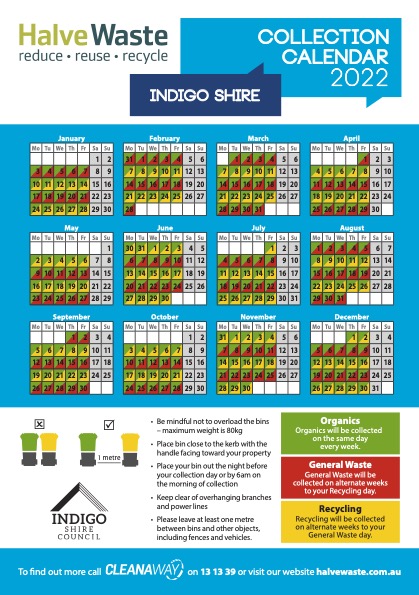 HalveWaste
reduce • reuse • recycle
COLLECTION
CALENDAR
2022
INDIGO SHIRE
January
Mo Tu We Th Fr Sa Su
1 2
3 4 5 6 7 8 9
10 11 12 13 14 15 16
17 18 19 20 21 22 23
24 25 26 27 28 29 30
February
Mo Tu We Th Fr Sa Su
31 1 2 3 4 5 6
7 8 9 10 11 12 13
14 15 16 17 18 19 20
21 22 23 24 25 26 27
28
March
Mo Tu We Th Fr Sa Su
1 2 3 4 5 6
7 8 9 10 11 12 13
14 15 16 17 18 19 20
21 22 23 24 25 26 27
28 29 30 31
April
Mo Tu We Th Fr Sa Su
1 2 3
4 5 6 7 8 9 10
11 12 13 14 15 16 17
18 19 20 21 22 23 24
25 26 27 28 29 30
May
Mo Tu We Th Fr Sa Su
1
2 3 4 5 6 7 8
9 10 11 12 13 14 15
16 17 18 19 20 21 22
23 24 25 26 27 28 29
June
Mo Tu We Th Fr Sa Su
30 31 1 2 3 4 5
6 7 8 9 10 11 12
13 14 15 16 17 18 19
20 21 22 23 24 25 26
27 28 29 30
July
Mo Tu We Th Fr Sa Su
1 2 3
4 5 6 7 8 9 10
11 12 13 14 15 16 17
18 19 20 21 22 23 24
25 26 27 28 29 30 31
August
Mo Tu We Th Fr Sa Su
1 2 3 4 5 6 7
8 9 10 11 12 13 14
15 16 17 18 19 20 21
22 23 24 25 26 27 28
29 30 31
September
Mo Tu We Th Fr Sa Su
1 2 3 4
5 6 7 8 9 10 11
12 13 14 15 16 17 18
19 20 21 22 23 24 25
26 27 28 29 30
October
Mo Tu We Th Fr Sa Su
1 2
3 4 5 6 7 8 9
10 11 12 13 14 15 16
17 18 19 20 21 22 23
24 25 26 27 28 29 30
November
Mo Tu We Th Fr Sa Su
31 1 2 3 4 5 6
7 8 9 10 11 12 13
14 15 16 17 18 19 20
21 22 23 24 25 26 27
28 29 30
December
Mo Tu We Th Fr Sa Su
1 2 3 4
5 6 7 8 9 10 11
12 13 14 15 16 17 18
19 20 21 22 23 24 25
26 27 28 29 30 31
1 metre
INDIGO
SHIRE
COUNCIL
• Be mindful not to overload the bins
– maximum weight is 80kg
• Place bin close to the kerb with the
handle facing toward your property
• Place your bin out the night before
your collection day or by 6am on
the morning of collection
• Keep clear of overhanging branches
and power lines
• Please leave at least one metre
between bins and other objects,
including fences and vehicles.
Organics
Organics will be collected
on the same day
every week.
General Waste
General Waste will be
collected on alternate weeks
to your Recycling day.
Recycling
Recycling will be collected
on alternate weeks to your
General Waste day.
To find out more call CLEANAWAY on 13 13 39 or visit our website halvewaste.com.au